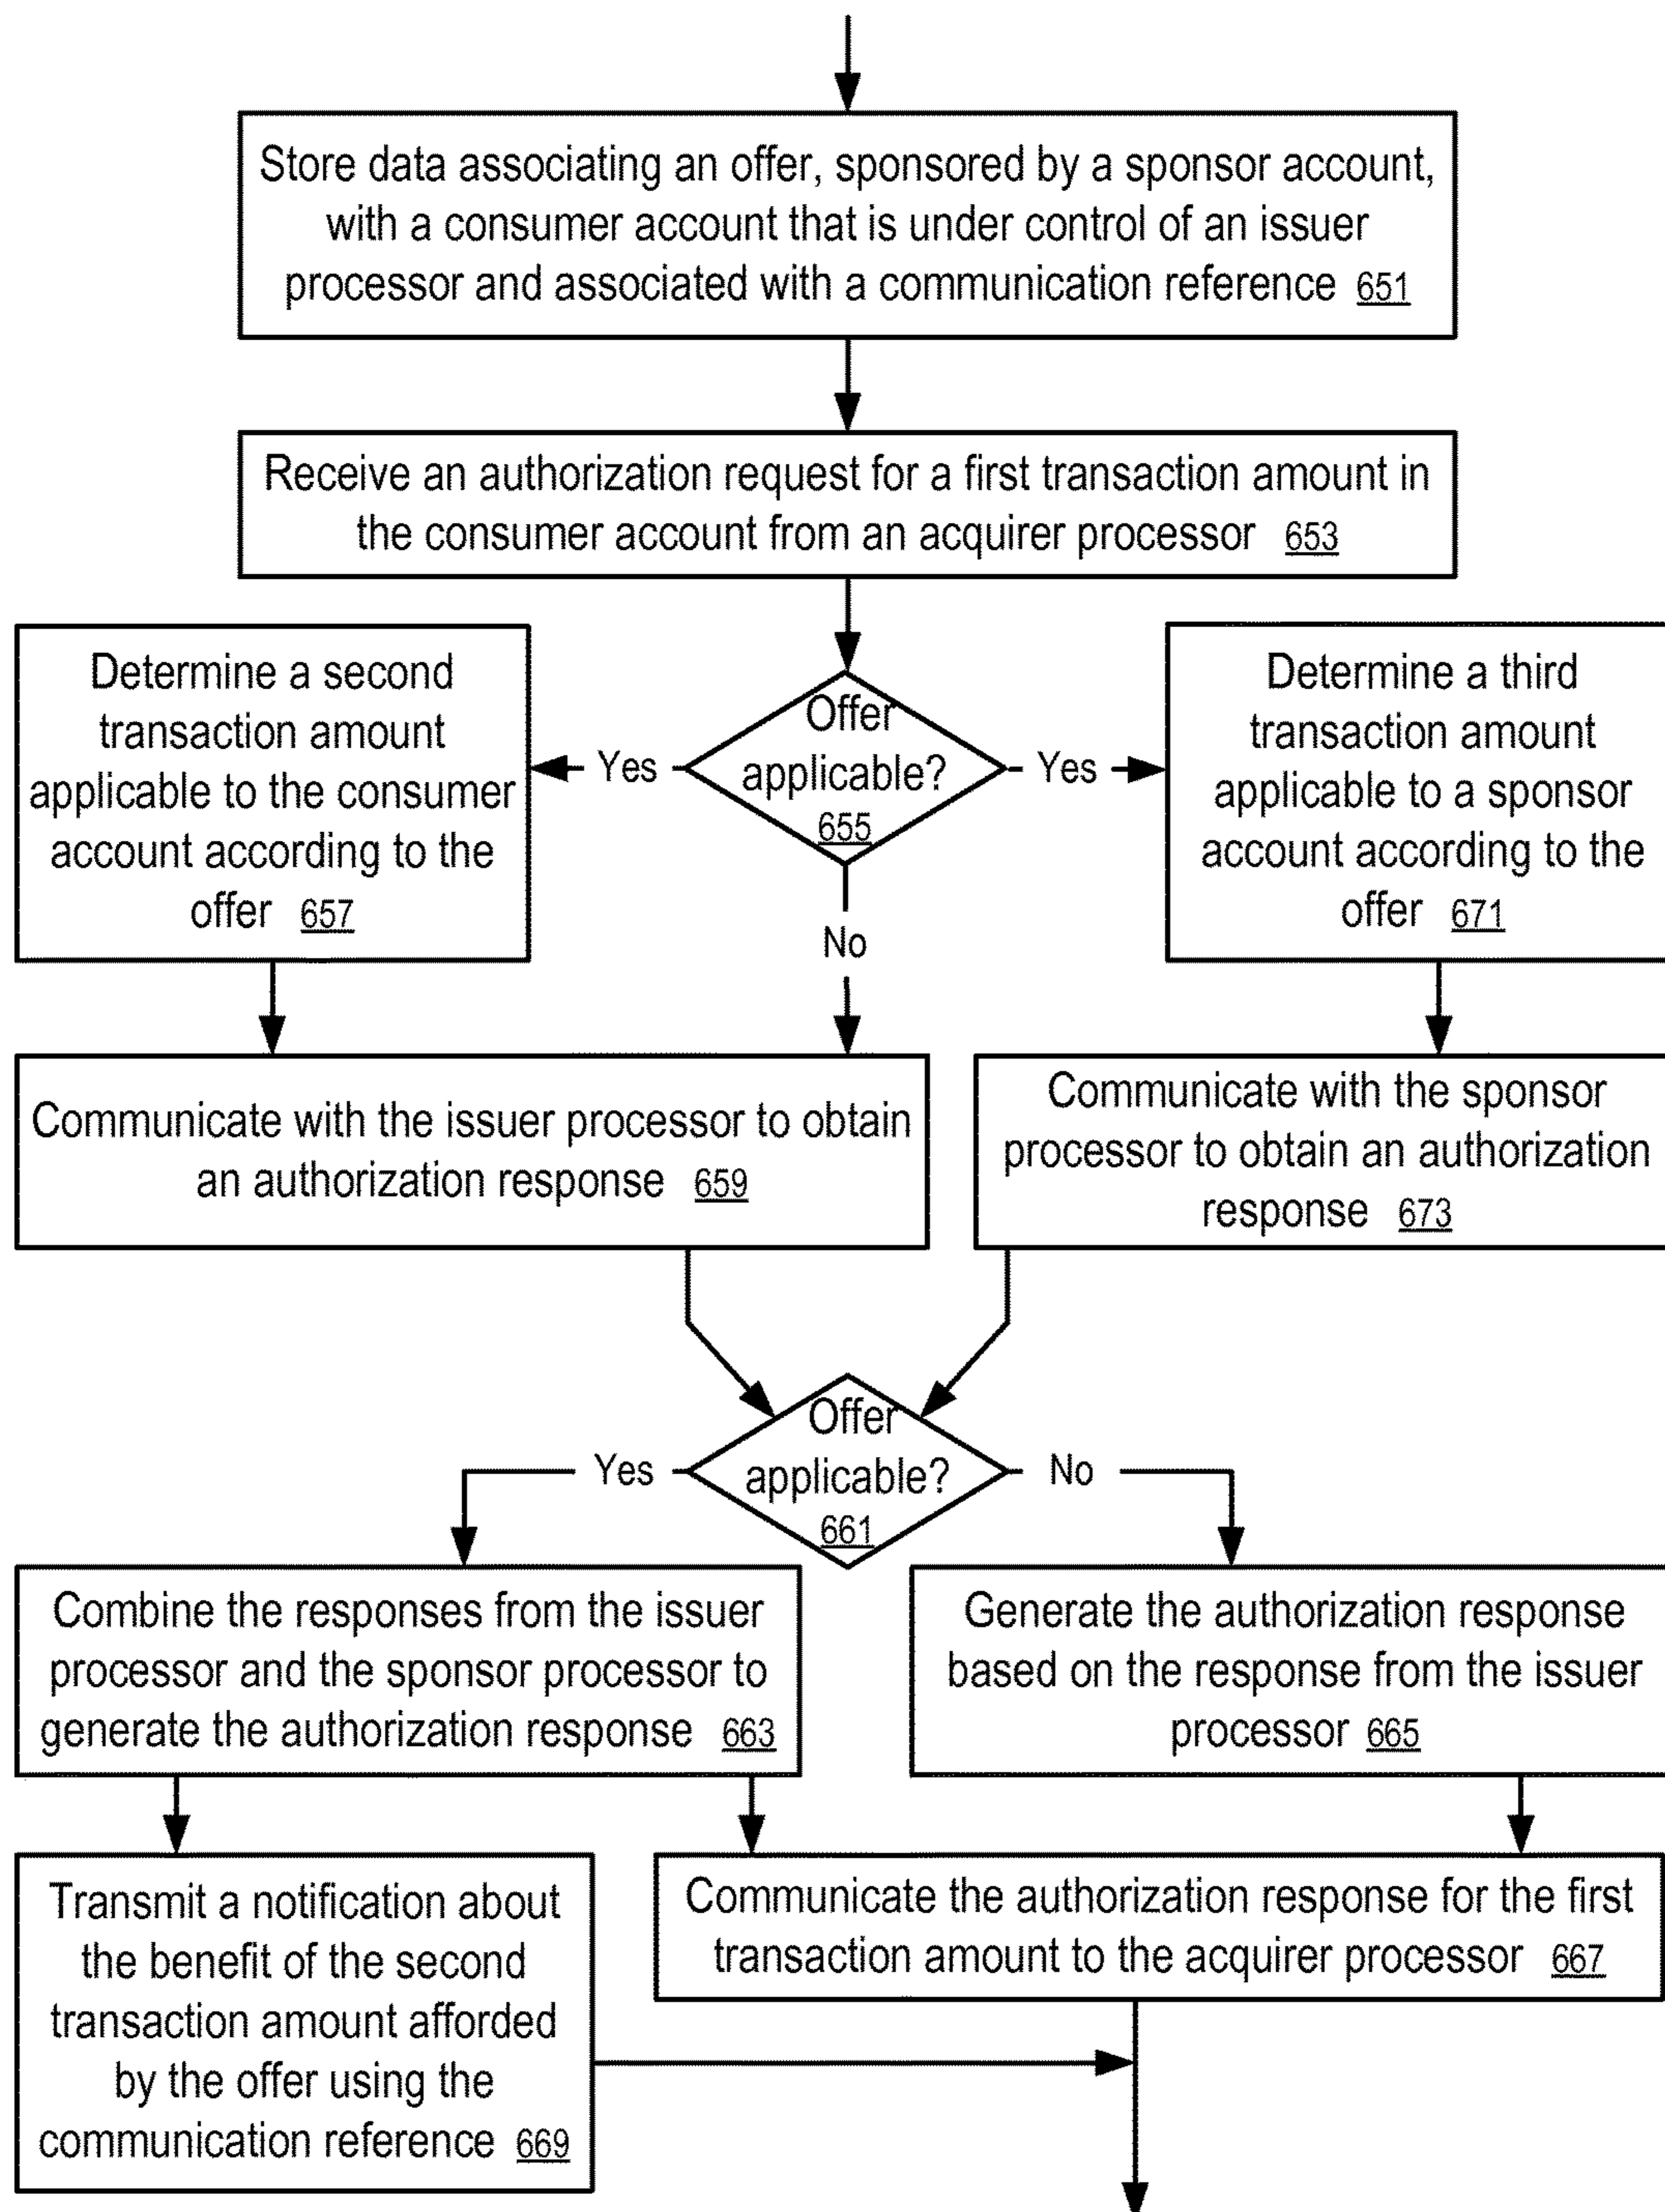 Store data associating an offer, sponsored by a sponsor account,
with a consumer account that is under control of an issuer
processor and associated with a communication reference 651
Receive an authorization request for a first transaction amount in
the consumer account from an acquirer processor 653
Determine a second
transaction amount
applicable to the consumer
account according to the
offer 657
Yes
Offer
applicable?
655
Yes
No
Determine a third
transaction amount
applicable to a sponsor
account according to the
offer 671
Communicate with the issuer processor to obtain
an authorization response 659
Communicate with the sponsor
processor to obtain an authorization
response 673
Yes
Offer
applicable?
661
No
Combine the responses from the issuer
processor and the sponsor processor to
generate the authorization response 663
Generate the authorization response
based on the response from the issuer
processor 665
Transmit a notification about
the benefit of the second
transaction amount afforded
by the offer using the
communication reference 669
Communicate the authorization response for the first
transaction amount to the acquirer processor 667